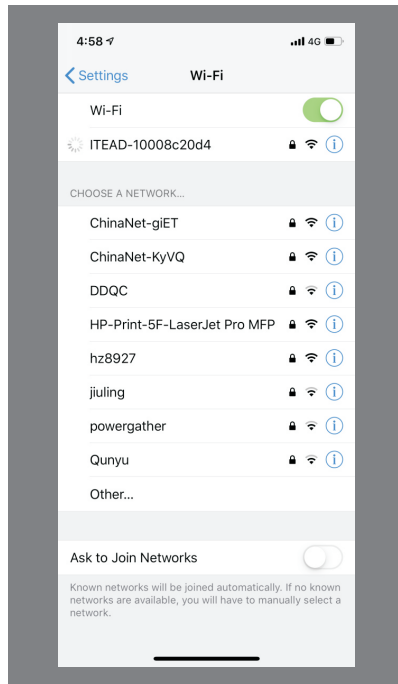 4:58
4G
Settings
Wi-Fi
Wi-Fi
ITEAD-10008c20d4
CHOOSE A NETWORK...
ChinaNet-giET
ChinaNet-KyVQ
DDQC
HP-Print-5F-LaserJet Pro MFP
hz8927
jiuling
powergather
Qunyu
Other...
Ask to Join Networks
Known networks will be joined automatically. If no known
networks are available, you will have to manually select a
network.